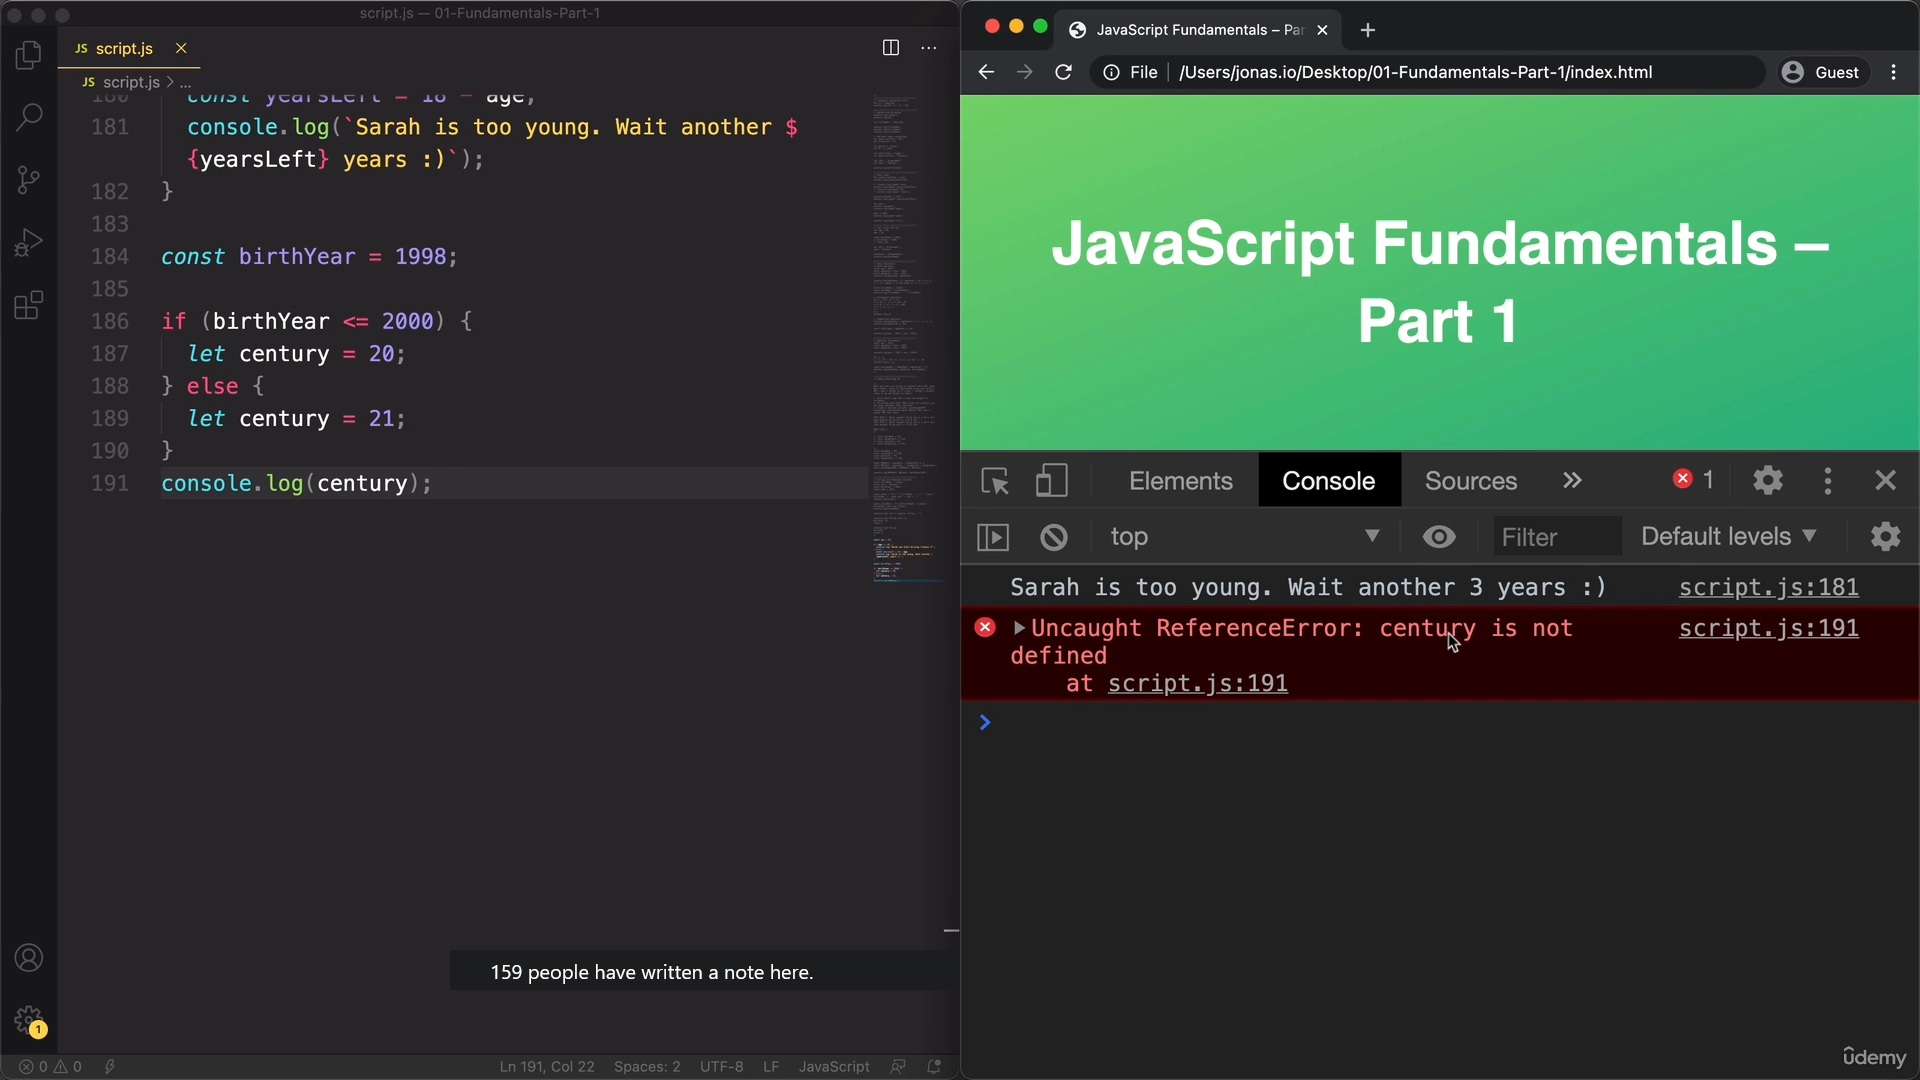 script.js — 01-Fundamentals-Part-1
JS script.js
JS script.js > ...
180 const yearsLeft = 18 - age;
181 console.log(`Sarah is too young. Wait another $
{yearsLeft} years :)`);
182 }
183
184 const birthYear = 1998;
185
186 if (birthYear <= 2000) {
187 let century = 20;
188 } else {
189 let century = 21;
190 }
191 console.log(century);
159 people have written a note here.
1
0 0 Ln 191, Col 22 Spaces: 2 UTF-8 LF JavaScript
JavaScript Fundamentals – Par
File /Users/jonas.io/Desktop/01-Fundamentals-Part-1/index.html Guest
JavaScript Fundamentals –
Part 1
Elements Console Sources » 1
top Filter Default levels
Sarah is too young. Wait another 3 years :) script.js:181
Uncaught ReferenceError: century is not script.js:191
defined
at script.js:191
udemy